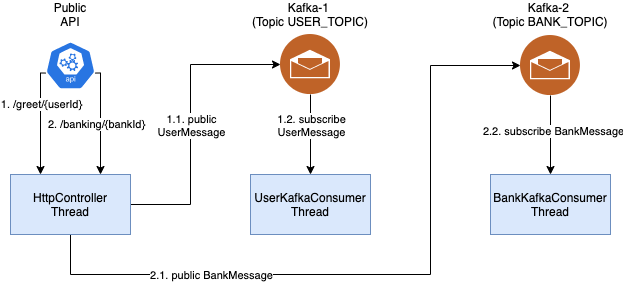 Public
API
Kafka-1
(Topic USER_TOPIC)
Kafka-2
(Topic BANK_TOPIC)
api
1. /greet/{userId}
2. /banking/{bankId}
1.1. public
UserMessage
1.2. subscribe
UserMessage
2.2. subscribe BankMessage
HttpController
Thread
UserKafkaConsumer
Thread
BankKafkaConsumer
Thread
2.1. public BankMessage